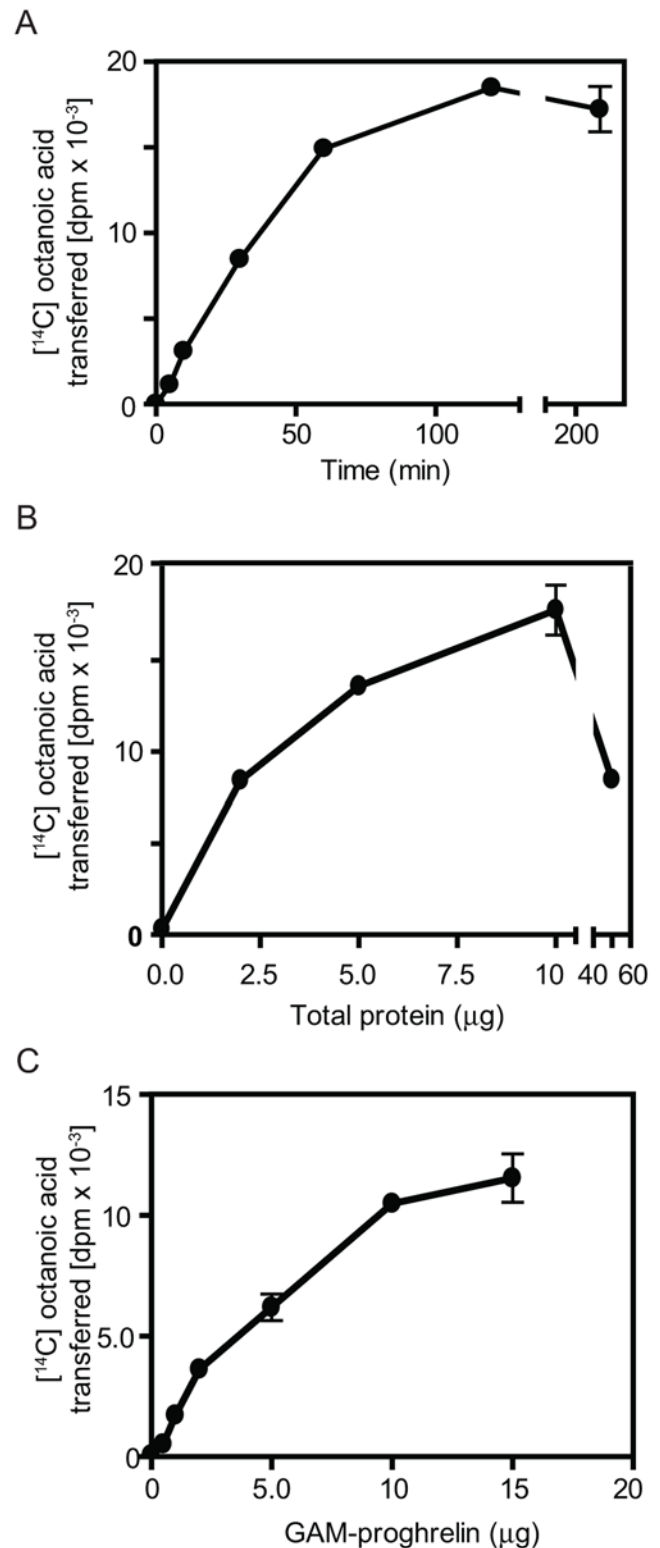 A
[¹⁴C] octanoic acid
transferred [dpm x 10⁻³]
20
10
0
0 50 100 200
Time (min)
B
[¹⁴C] octanoic acid
transferred [dpm x 10⁻³]
20
10
0
0.0 2.5 5.0 7.5 10 40 60
Total protein (μg)
C
[¹⁴C] octanoic acid
transferred [dpm x 10⁻³]
15
10
5.0
0
0 5.0 10 15 20
GAM-proghrelin (μg)